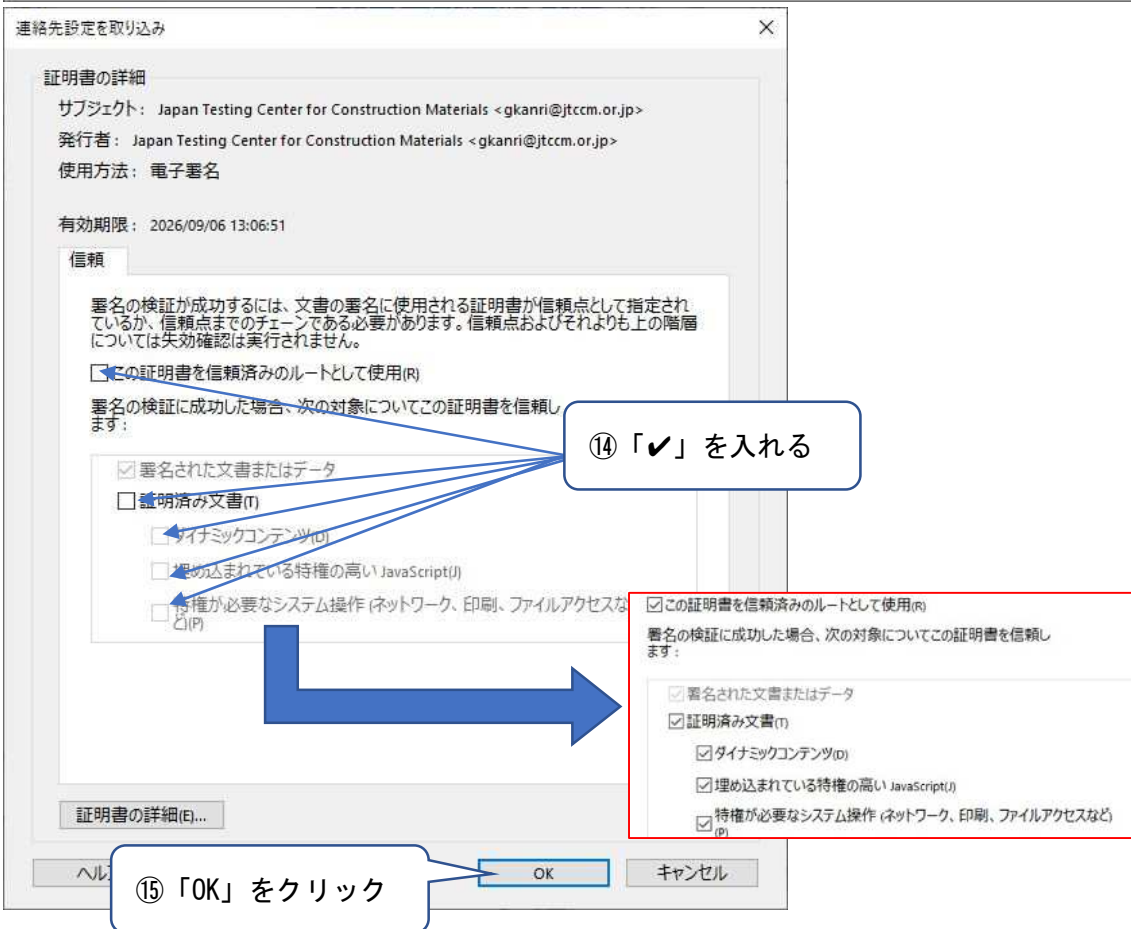 連絡先設定を取り込み
証明書の詳細
サブジェクト： Japan Testing Center for Construction Materials <gkanri@jtccm.or.jp>
発行者： Japan Testing Center for Construction Materials <gkanri@jtccm.or.jp>
使用方法： 電子署名
有効期限： 2026/09/06 13:06:51
信頼
署名の検証が成功するには、文書の署名に使用される証明書が信頼点として指定され
ているか、信頼点までのチェーンである必要があります。信頼点およびそれよりも上の階層
については失効確認は実行されません。
この証明書を信頼済みのルートとして使用(R)
署名の検証に成功した場合、次の対象についてこの証明書を信頼し
ます：
⑭「✔」を入れる
署名された文書またはデータ
証明済み文書(T)
ダイナミックコンテンツ(D)
埋め込まれている特権の高い JavaScript(J)
特権が必要なシステム操作 (ネットワーク、印刷、ファイルアクセスな
ど)(P)
この証明書を信頼済みのルートとして使用(R)
署名の検証に成功した場合、次の対象についてこの証明書を信頼し
ます：
署名された文書またはデータ
証明済み文書(T)
ダイナミックコンテンツ(D)
埋め込まれている特権の高い JavaScript(J)
特権が必要なシステム操作 (ネットワーク、印刷、ファイルアクセスなど)
(P)
証明書の詳細(E)...
⑮「OK」をクリック
OK
キャンセル